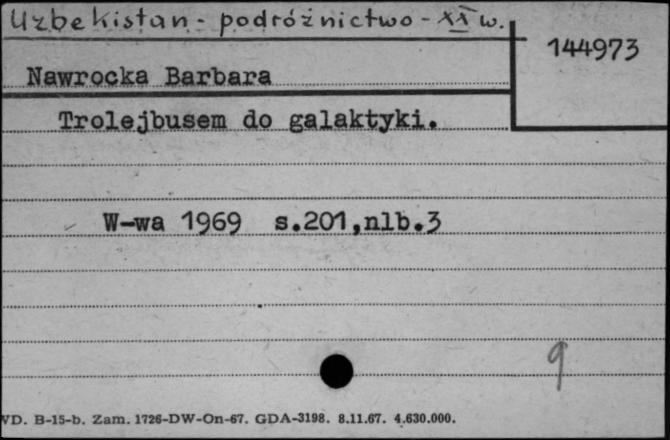 Uzbekistan - podróżnictwo - XX w.
144973
Nawrocka Barbara
Trolejbusem do galaktyki.
W-wa 1969 s.201,nlb.3
9
VD. B-15-b. Zam. 1726-DW-On-67. GDA-3198. 8.11.67. 4.630.000.